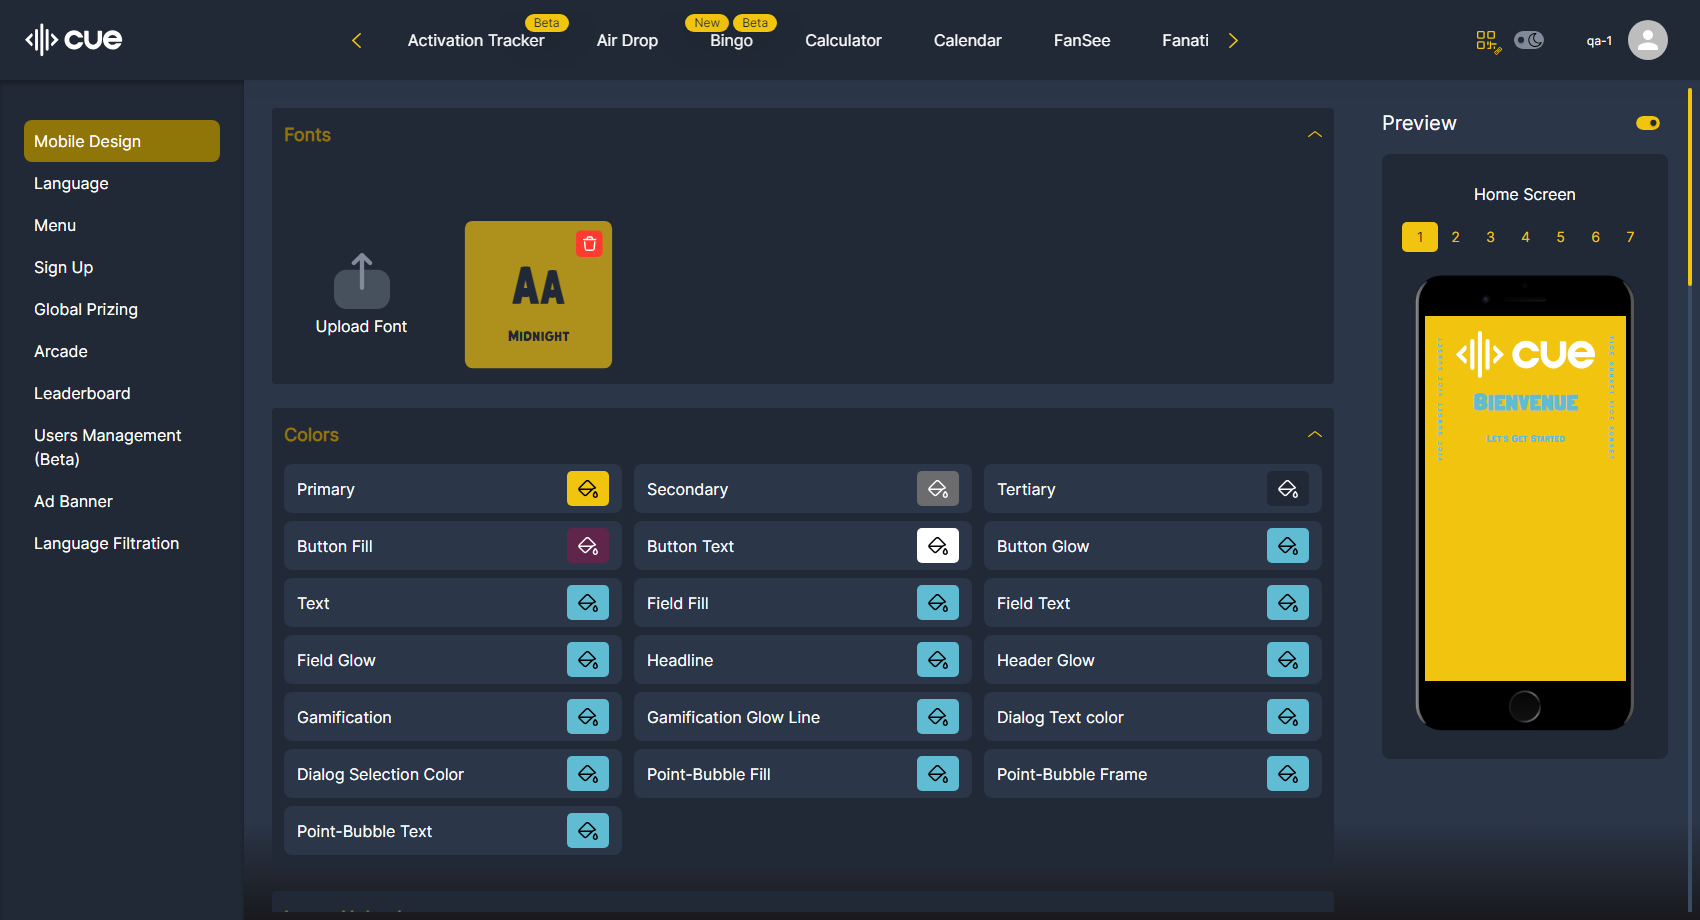 cue
Beta
New
Beta
Activation Tracker
Air Drop
Bingo
Calculator
Calendar
FanSee
Fanati
qa-1
Mobile Design
Language
Menu
Sign Up
Global Prizing
Arcade
Leaderboard
Users Management
(Beta)
Ad Banner
Language Filtration
Fonts
Upload Font
AA
MIDNIGHT
Colors
Primary
Secondary
Tertiary
Button Fill
Button Text
Button Glow
Text
Field Fill
Field Text
Field Glow
Headline
Header Glow
Gamification
Gamification Glow Line
Dialog Text color
Dialog Selection Color
Point-Bubble Fill
Point-Bubble Frame
Point-Bubble Text
Preview
Home Screen
1 2 3 4 5 6 7
cue
BIENVENUE
LET'S GET STARTED